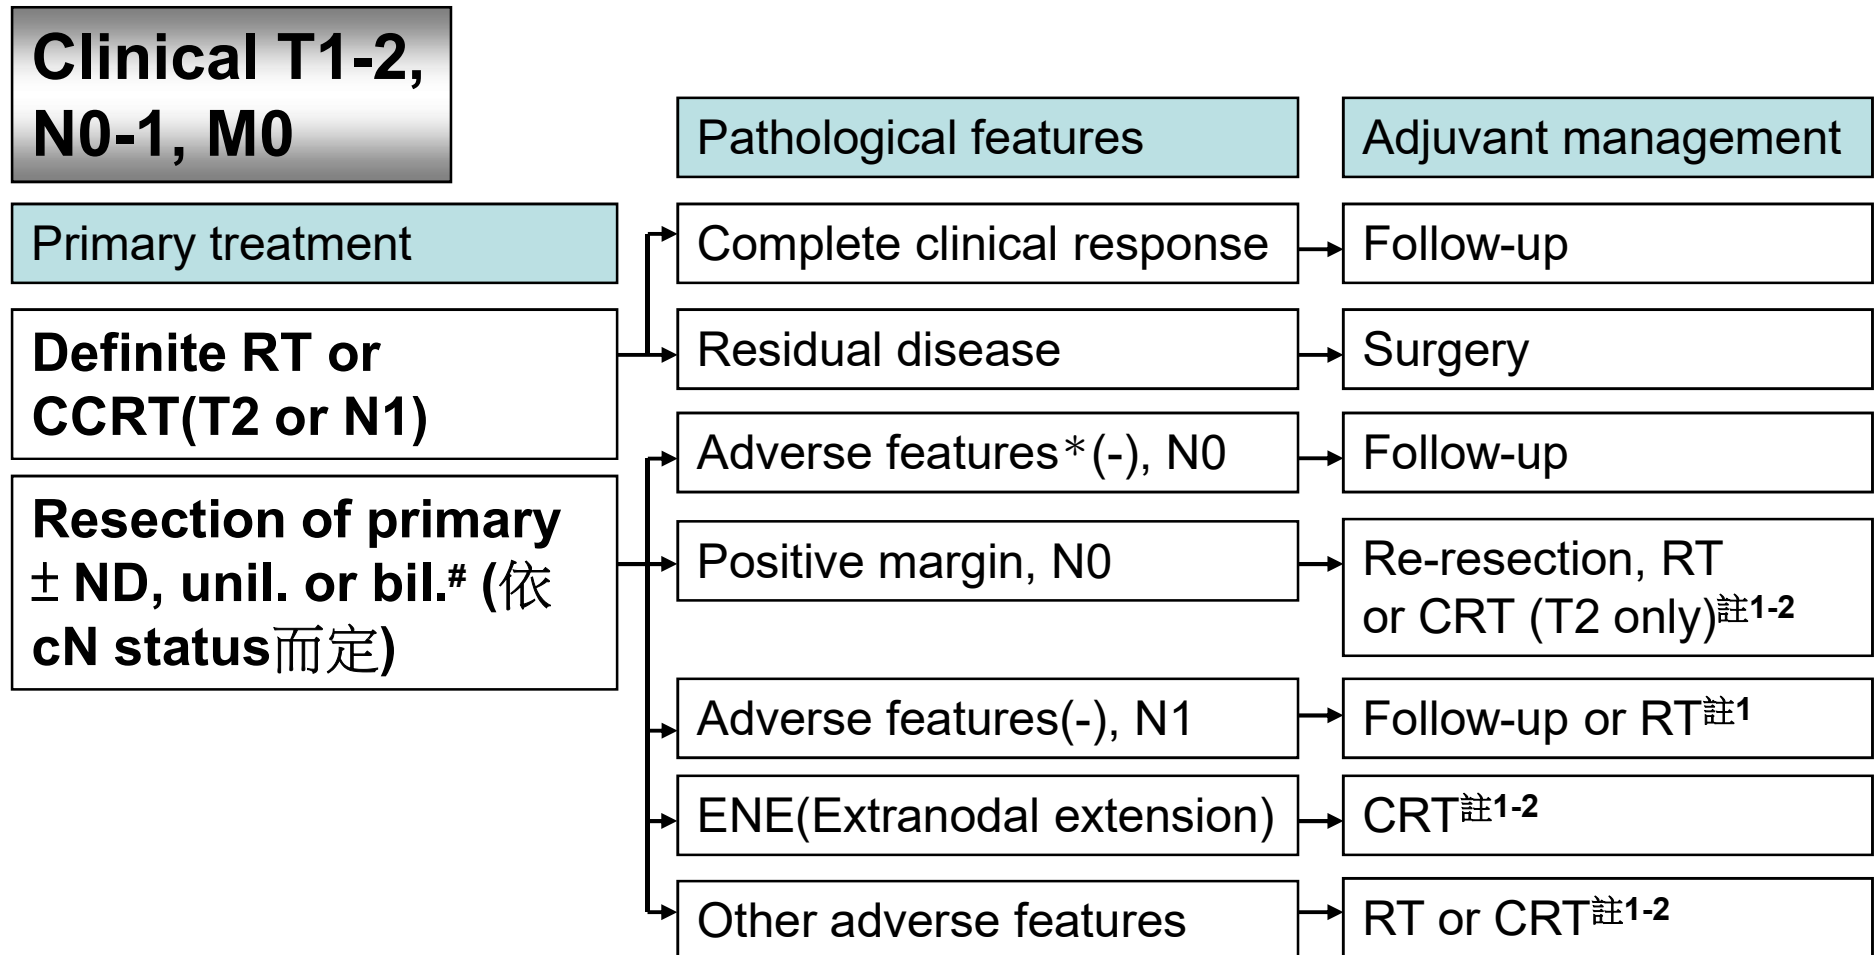 Clinical T1-2,
N0-1, M0
Pathological features
Adjuvant management
Primary treatment
Complete clinical response
Follow-up
Definite RT or
CCRT(T2 or N1)
Residual disease
Surgery
Adverse features*(-), N0
Follow-up
Resection of primary
± ND, unil. or bil.# (依
cN status而定)
Positive margin, N0
Re-resection, RT
or CRT (T2 only)註1-2
Adverse features(-), N1
Follow-up or RT註1
ENE(Extranodal extension)
CRT註1-2
Other adverse features
RT or CRT註1-2